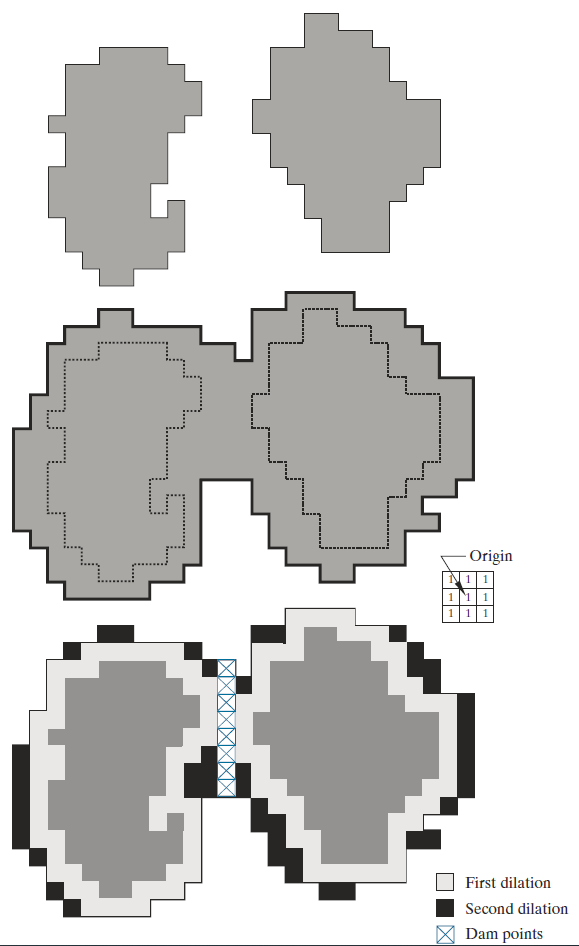 Origin
1 1 1
1 1 1
1 1 1
First dilation
Second dilation
Dam points